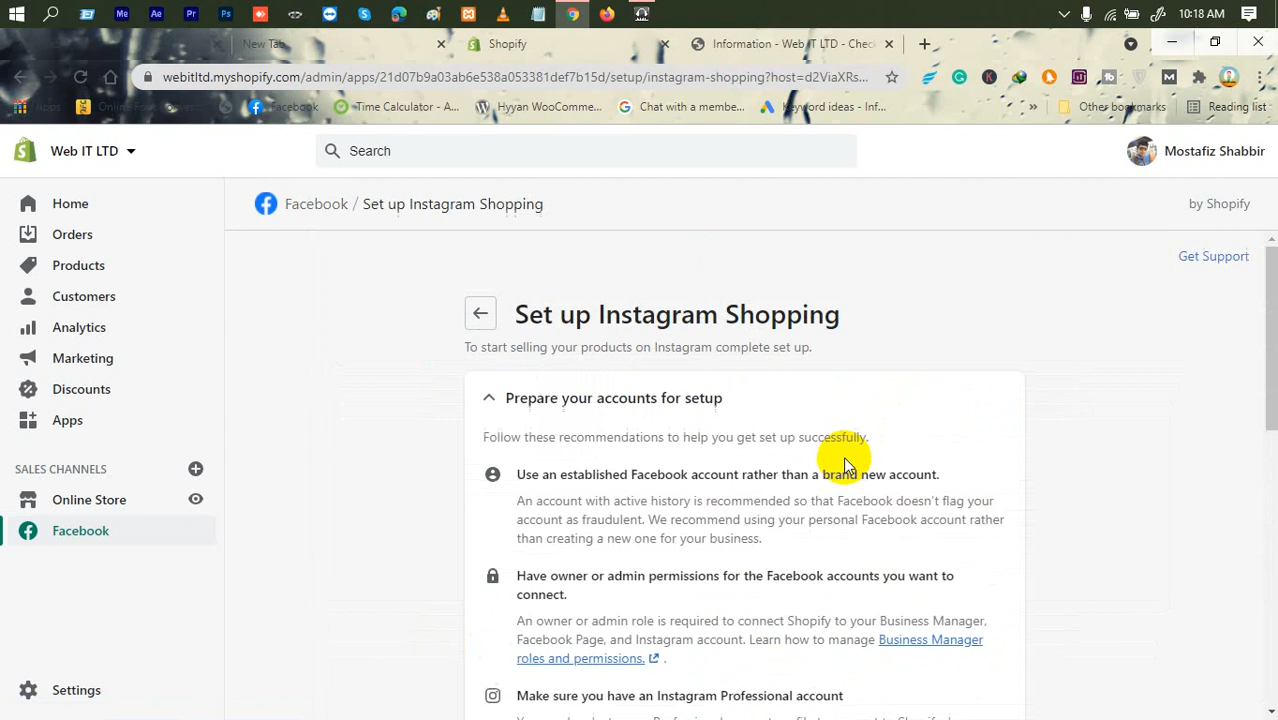 Me
Ae
Pr
Ps
10:18 AM
New Tab
Shopify
Information - Web IT LTD - Chec
webitltd.myshopify.com/admin/apps/21d07b9a03ab6e538a053381def7b15d/setup/instagram-shopping?host=d2ViaXRs...
Apps
Facebook
Time Calculator - A...
Hyyan WooComme...
Chat with a membe...
Keyword ideas - Inf...
»
Other bookmarks
Reading list
Web IT LTD
Search
Mostafiz Shabbir
Home
Orders
Products
Customers
Analytics
Marketing
Discounts
Apps
SALES CHANNELS
Online Store
Facebook
Settings
Facebook / Set up Instagram Shopping
by Shopify
Get Support
Set up Instagram Shopping
To start selling your products on Instagram complete set up.
Prepare your accounts for setup
Follow these recommendations to help you get set up successfully.
Use an established Facebook account rather than a brand new account.
An account with active history is recommended so that Facebook doesn't flag your
account as fraudulent. We recommend using your personal Facebook account rather
than creating a new one for your business.
Have owner or admin permissions for the Facebook accounts you want to
connect.
An owner or admin role is required to connect Shopify to your Business Manager,
Facebook Page, and Instagram account. Learn how to manage Business Manager
roles and permissions. .
Make sure you have an Instagram Professional account